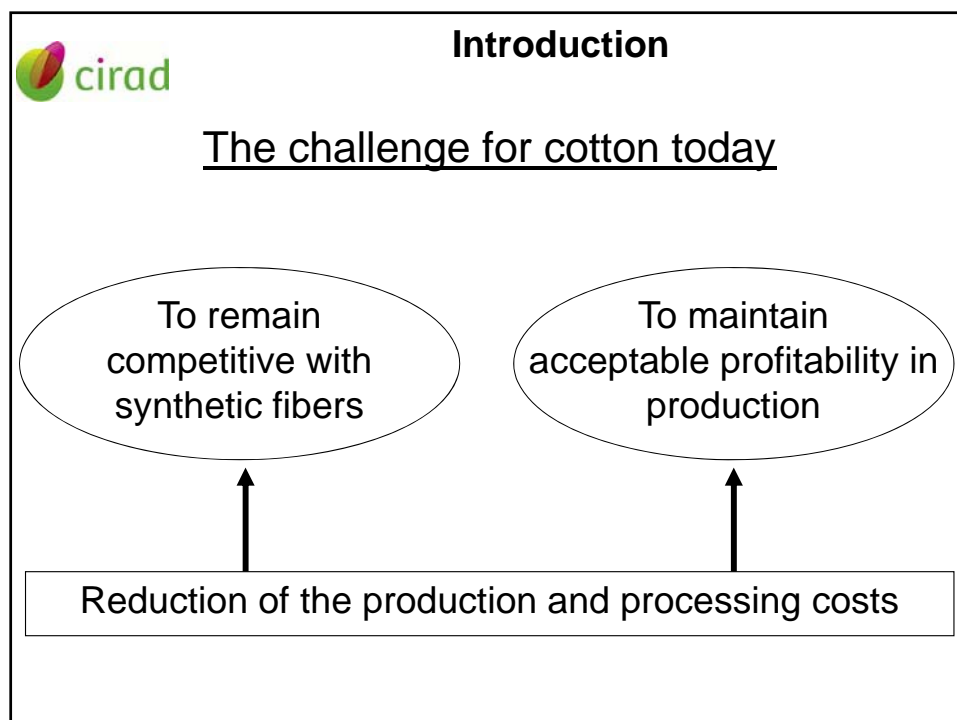 Introduction
cirad
The challenge for cotton today
To remain
competitive with
synthetic fibers
To maintain
acceptable profitability in
production
Reduction of the production and processing costs